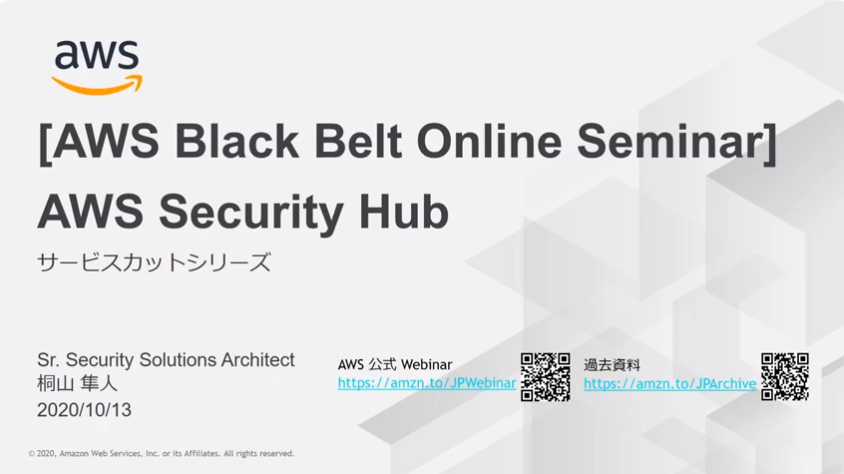 aws
[AWS Black Belt Online Seminar]
AWS Security Hub
サービスカットシリーズ
Sr. Security Solutions Architect
桐山 隼人
2020/10/13
AWS 公式 Webinar
https://amzn.to/JPWebinar
過去資料
https://amzn.to/JPArchive
© 2020, Amazon Web Services, Inc. or its Affiliates. All rights reserved.